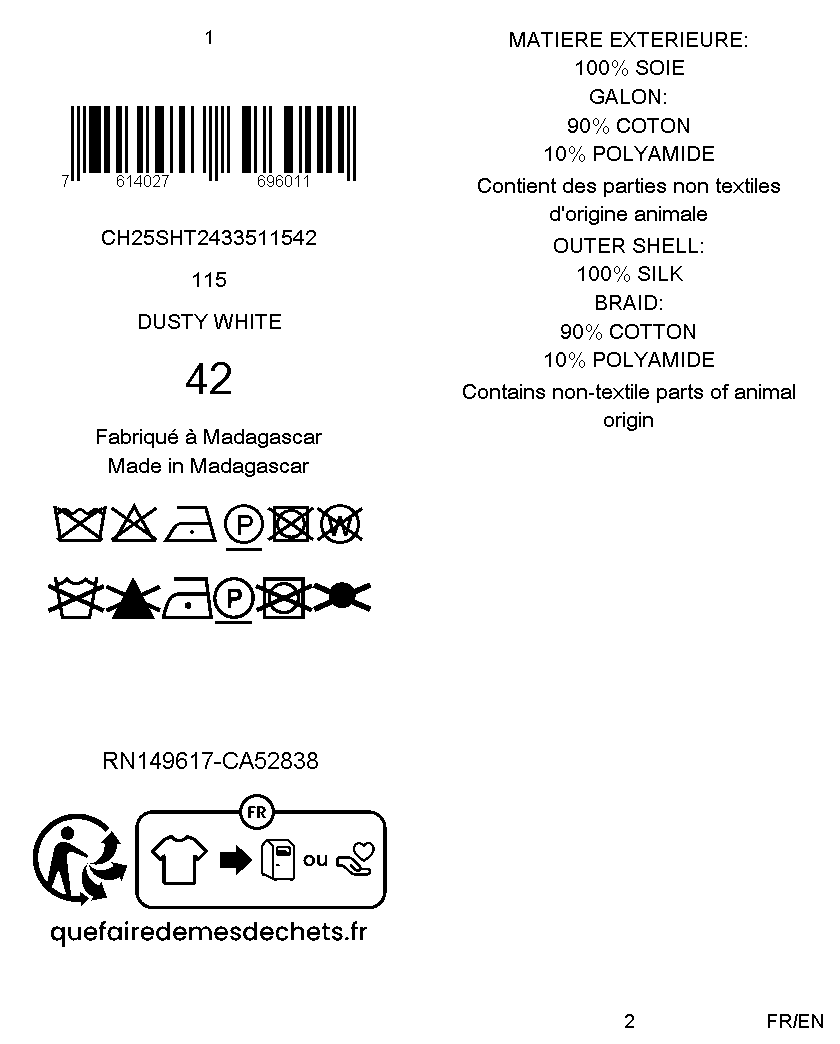 1
7 614027 696011
CH25SHT2433511542
115
DUSTY WHITE
42
Fabriqué à Madagascar
Made in Madagascar
P W
P
RN149617-CA52838
FR
ou
quefairedemesdechets.fr
MATIERE EXTERIEURE:
100% SOIE
GALON:
90% COTON
10% POLYAMIDE
Contient des parties non textiles
d'origine animale
OUTER SHELL:
100% SILK
BRAID:
90% COTTON
10% POLYAMIDE
Contains non-textile parts of animal
origin
2
FR/EN